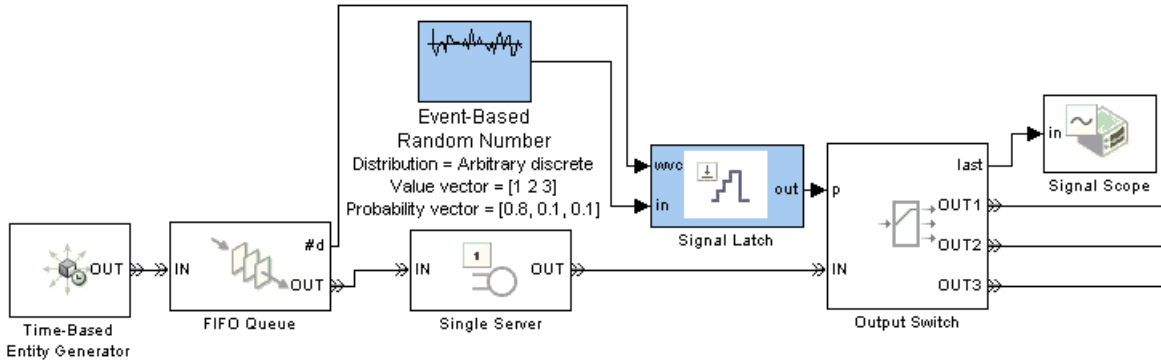 Event-Based
Random Number
Distribution = Arbitrary discrete
Value vector = [1 2 3]
Probability vector = [0.8, 0.1, 0.1]
wvc
in
out
Signal Latch
p
IN
last
OUT1
OUT2
OUT3
Output Switch
in
Signal Scope
OUT
Time-Based
Entity Generator
IN
#d
OUT
FIFO Queue
IN
1
OUT
Single Server